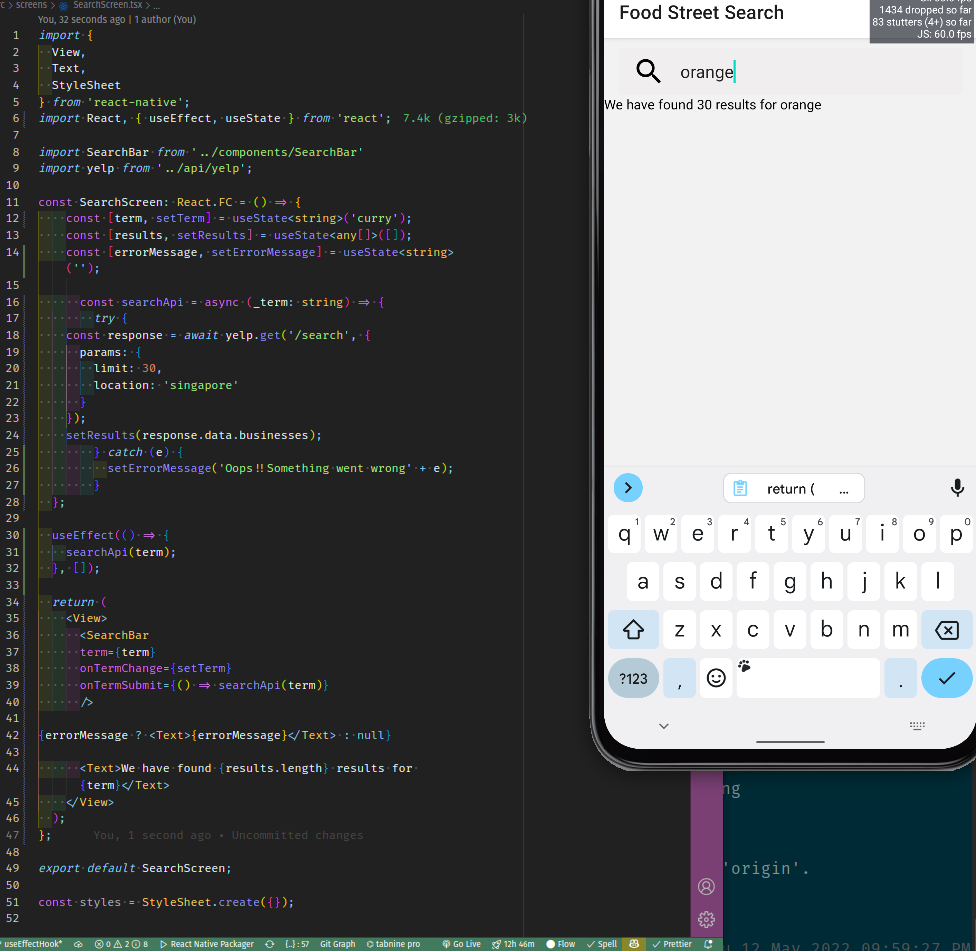 screens > SearchScreen.tsx > ...
You, 32 seconds ago | 1 author (You)
1 import {
2 View,
3 Text,
4 StyleSheet
5 } from 'react-native';
6 import React, { useEffect, useState } from 'react'; 7.4k (gzipped: 3k)
7
8 import SearchBar from '../components/SearchBar'
9 import yelp from '../api/yelp';
10
11 const SearchScreen: React.FC = () => {
12 const [term, setTerm] = useState<string>('curry');
13 const [results, setResults] = useState<any[]>([]);
14 const [errorMessage, setErrorMessage] = useState<string>
('');
15
16 const searchApi = async (_term: string) => {
17 try {
18 const response = await yelp.get('/search', {
19 params: {
20 limit: 30,
21 location: 'singapore'
22 }
23 });
24 setResults(response.data.businesses);
25 } catch (e) {
26 setErrorMessage('Oops!!Something went wrong' + e);
27 }
28 };
29
30 useEffect(() => {
31 searchApi(term);
32 }, []);
33
34 return (
35 <View>
36 <SearchBar
37 term={term}
38 onTermChange={setTerm}
39 onTermSubmit={() => searchApi(term)}
40 />
41
42 {errorMessage ? <Text>{errorMessage}</Text> : null}
43
44 <Text>We have found {results.length} results for
{term}</Text>
45 </View>
46 );
47 }; You, 1 second ago • Uncommitted changes
48
49 export default SearchScreen;
50
51 const styles = StyleSheet.create({});
52
useEffectHook* 0 2 8 React Native Packager {..} : 57 Git Graph tabnine pro Go Live 12h 46m Flow Spell Prettier
Food Street Search
1434 dropped so far
83 stutters (4+) so far
JS: 60.0 fps
orange
We have found 30 results for orange
return ( ...
q1 w2 e3 r4 t5 y6 u7 i8 o9 p0
a s d f g h j k l
z x c v b n m
?123 , .
ng
'origin'.
12 May 2022 09:59:27 PM